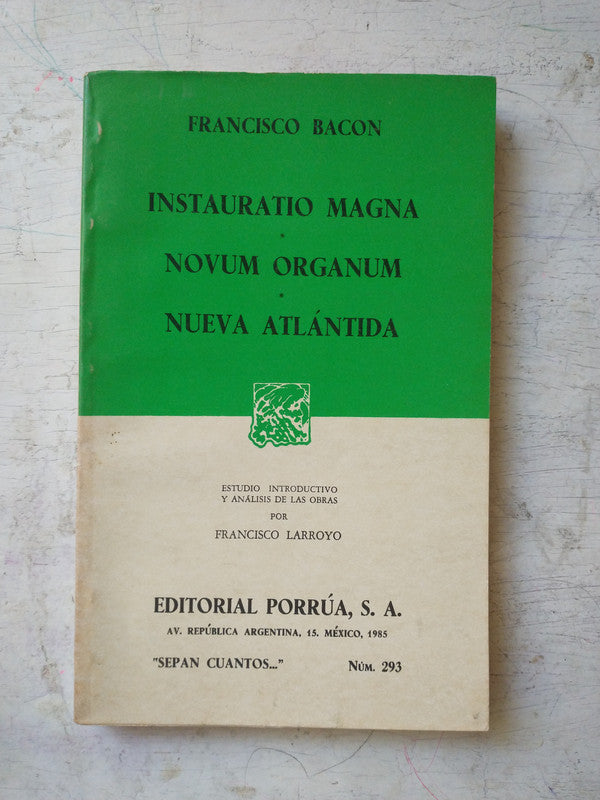 FRANCISCO BACON
INSTAURATIO MAGNA
NOVUM ORGANUM
NUEVA ATLÁNTIDA
ESTUDIO INTRODUCTIVO
Y ANÁLISIS DE LAS OBRAS
POR
FRANCISCO LARROYO
EDITORIAL PORRÚA, S. A.
AV. REPÚBLICA ARGENTINA, 15. MÉXICO, 1985
"SEPAN CUANTOS..." NÚM. 293